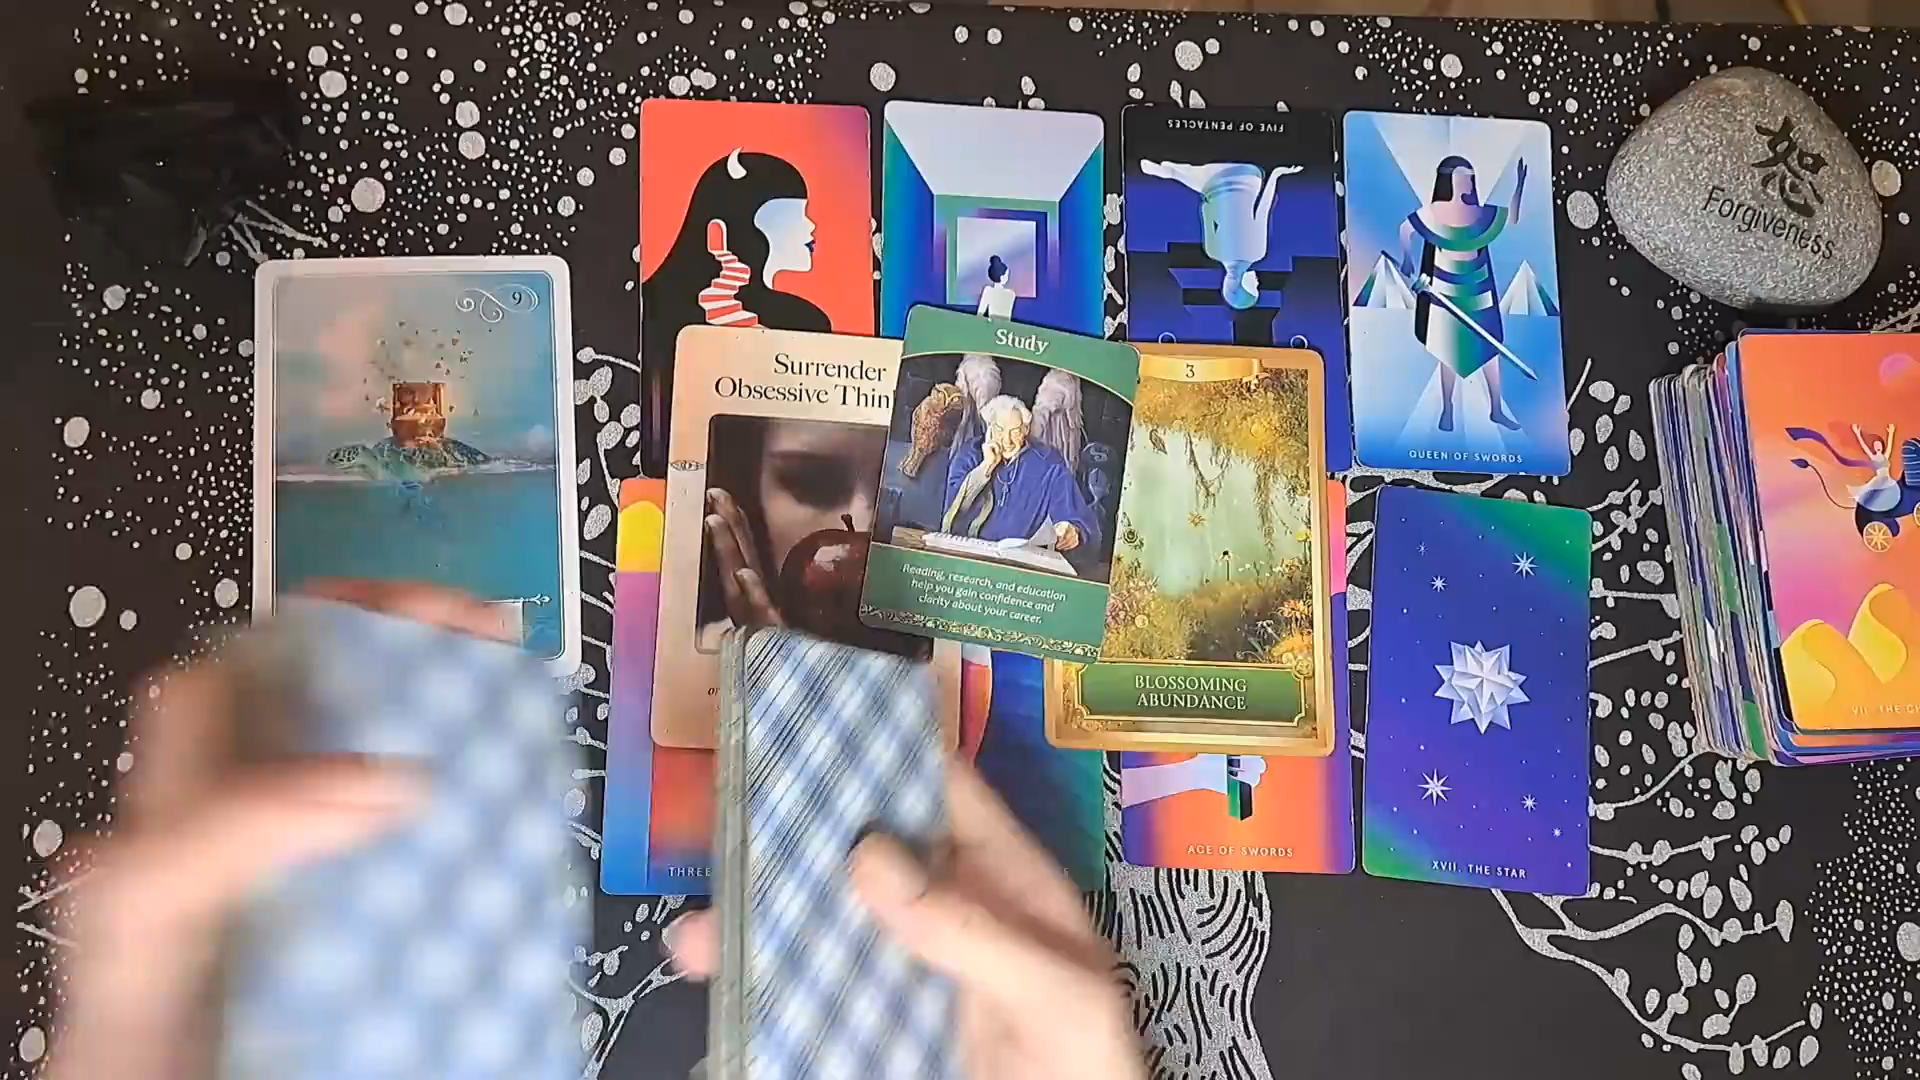 FIVE OF PENTACLES
恕
Forgiveness
9
QUEEN OF SWORDS
Surrender
Obsessive Thin
Study
Reading, research, and education
help you gain confidence and
clarity about your career.
3
BLOSSOMING
ABUNDANCE
VII. THE
THREE
ACE OF SWORDS
XVII. THE STAR